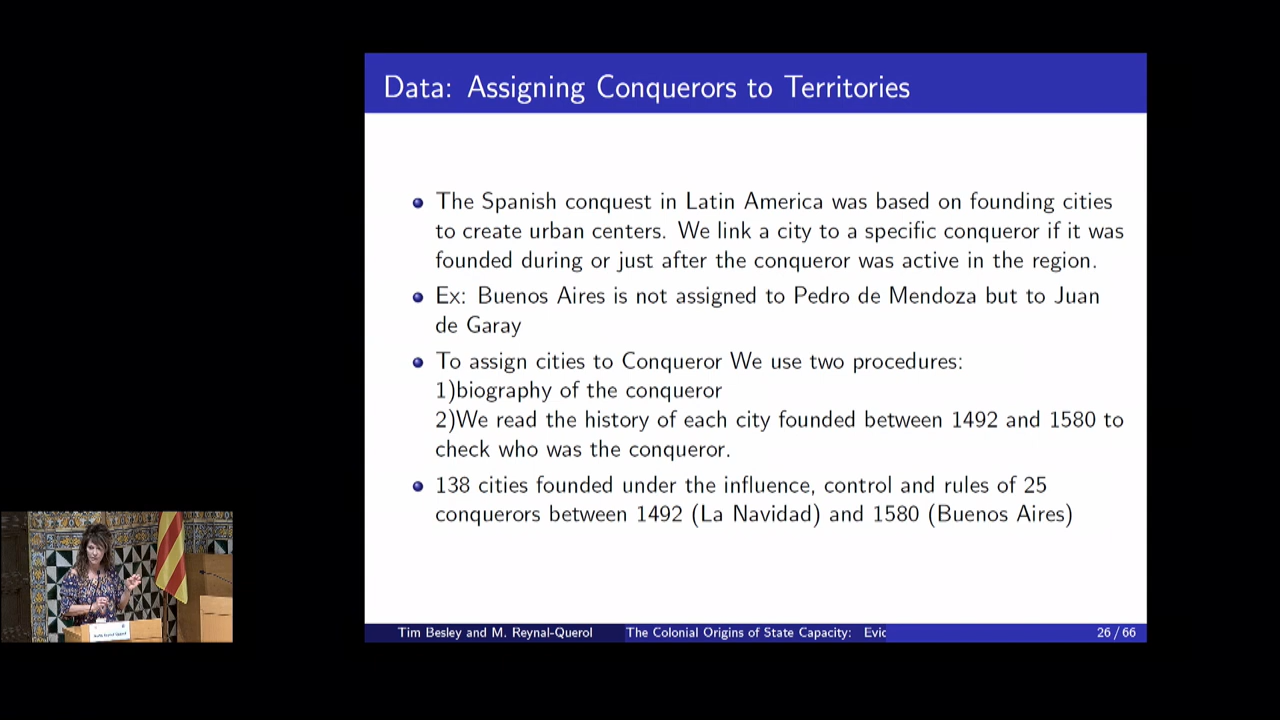 Data: Assigning Conquerors to Territories
The Spanish conquest in Latin America was based on founding cities
to create urban centers. We link a city to a specific conqueror if it was
founded during or just after the conqueror was active in the region.
Ex: Buenos Aires is not assigned to Pedro de Mendoza but to Juan
de Garay
To assign cities to Conqueror We use two procedures:
1)biography of the conqueror
2)We read the history of each city founded between 1492 and 1580 to
check who was the conqueror.
138 cities founded under the influence, control and rules of 25
conquerors between 1492 (La Navidad) and 1580 (Buenos Aires)
Tim Besley and M. Reynal-Querol
The Colonial Origins of State Capacity: Evic
26 / 66